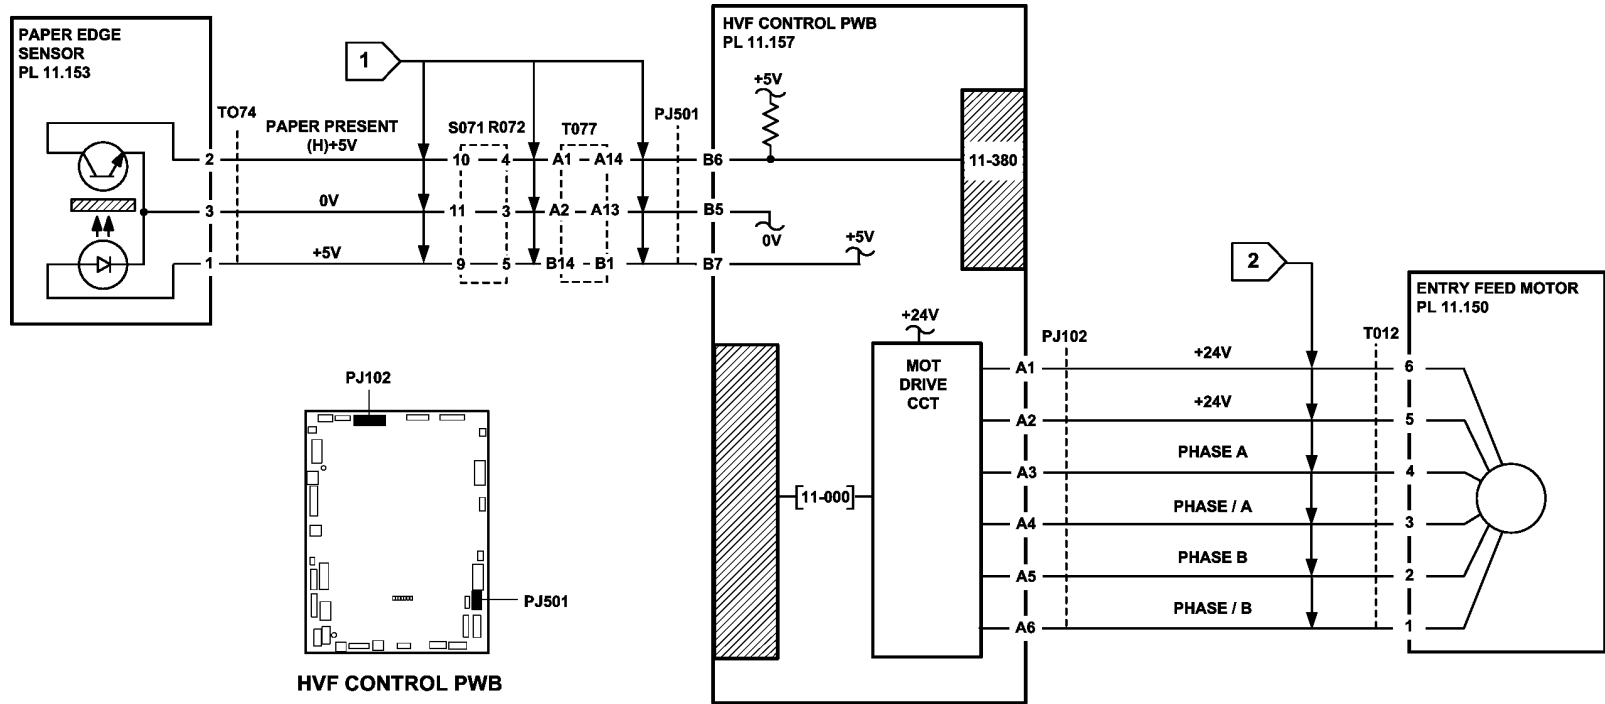 PAPER EDGE
SENSOR
PL 11.153
1
HVF CONTROL PWB
PL 11.157
+5V
TO74
PAPER PRESENT
(H)+5V
S071 R072
T077
PJ501
2
10
4
A1
A14
B6
11-380
3
0V
11
3
A2
A13
B5
0V
+5V
1
+5V
9
5
B14
B1
B7
2
ENTRY FEED MOTOR
PL 11.150
+24V
PJ102
T012
MOT
DRIVE
CCT
A1
+24V
6
A2
+24V
5
A3
PHASE A
4
11-000
A4
PHASE / A
3
A5
PHASE B
2
A6
PHASE / B
1
PJ102
PJ501
HVF CONTROL PWB